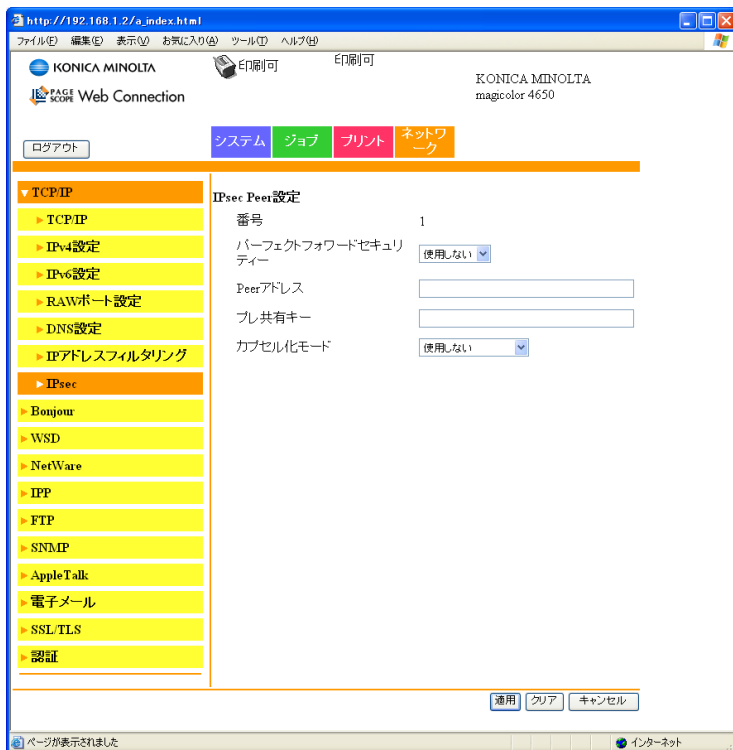 http://192.168.1.2/a_index.html
ファイル(F) 編集(E) 表示(V) お気に入り(A) ツール(T) ヘルプ(H)
KONICA MINOLTA
印刷可
印刷可
PAGE SCOPE Web Connection
KONICA MINOLTA
magicolor 4650
ログアウト
システム
ジョブ
プリント
ネットワ
ーク
TCP/IP
TCP/IP
IPv4設定
IPv6設定
RAWポート設定
DNS設定
IPアドレスフィルタリング
IPsec
Bonjour
WSD
NetWare
IPP
FTP
SNMP
AppleTalk
電子メール
SSL/TLS
認証
IPsec Peer設定
番号 1
パーフェクトフォワードセキュリ
ティー 使用しない
Peerアドレス
プレ共有キー
カプセル化モード 使用しない
適用 クリア キャンセル
ページが表示されました インターネット